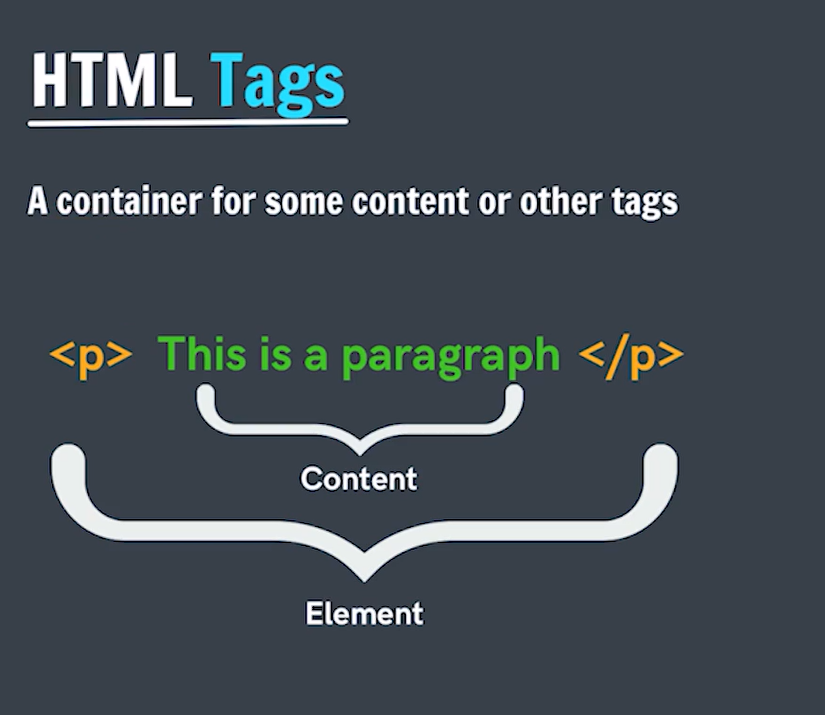 HTML Tags
A container for some content or other tags
<p> This is a paragraph </p>
Content
Element